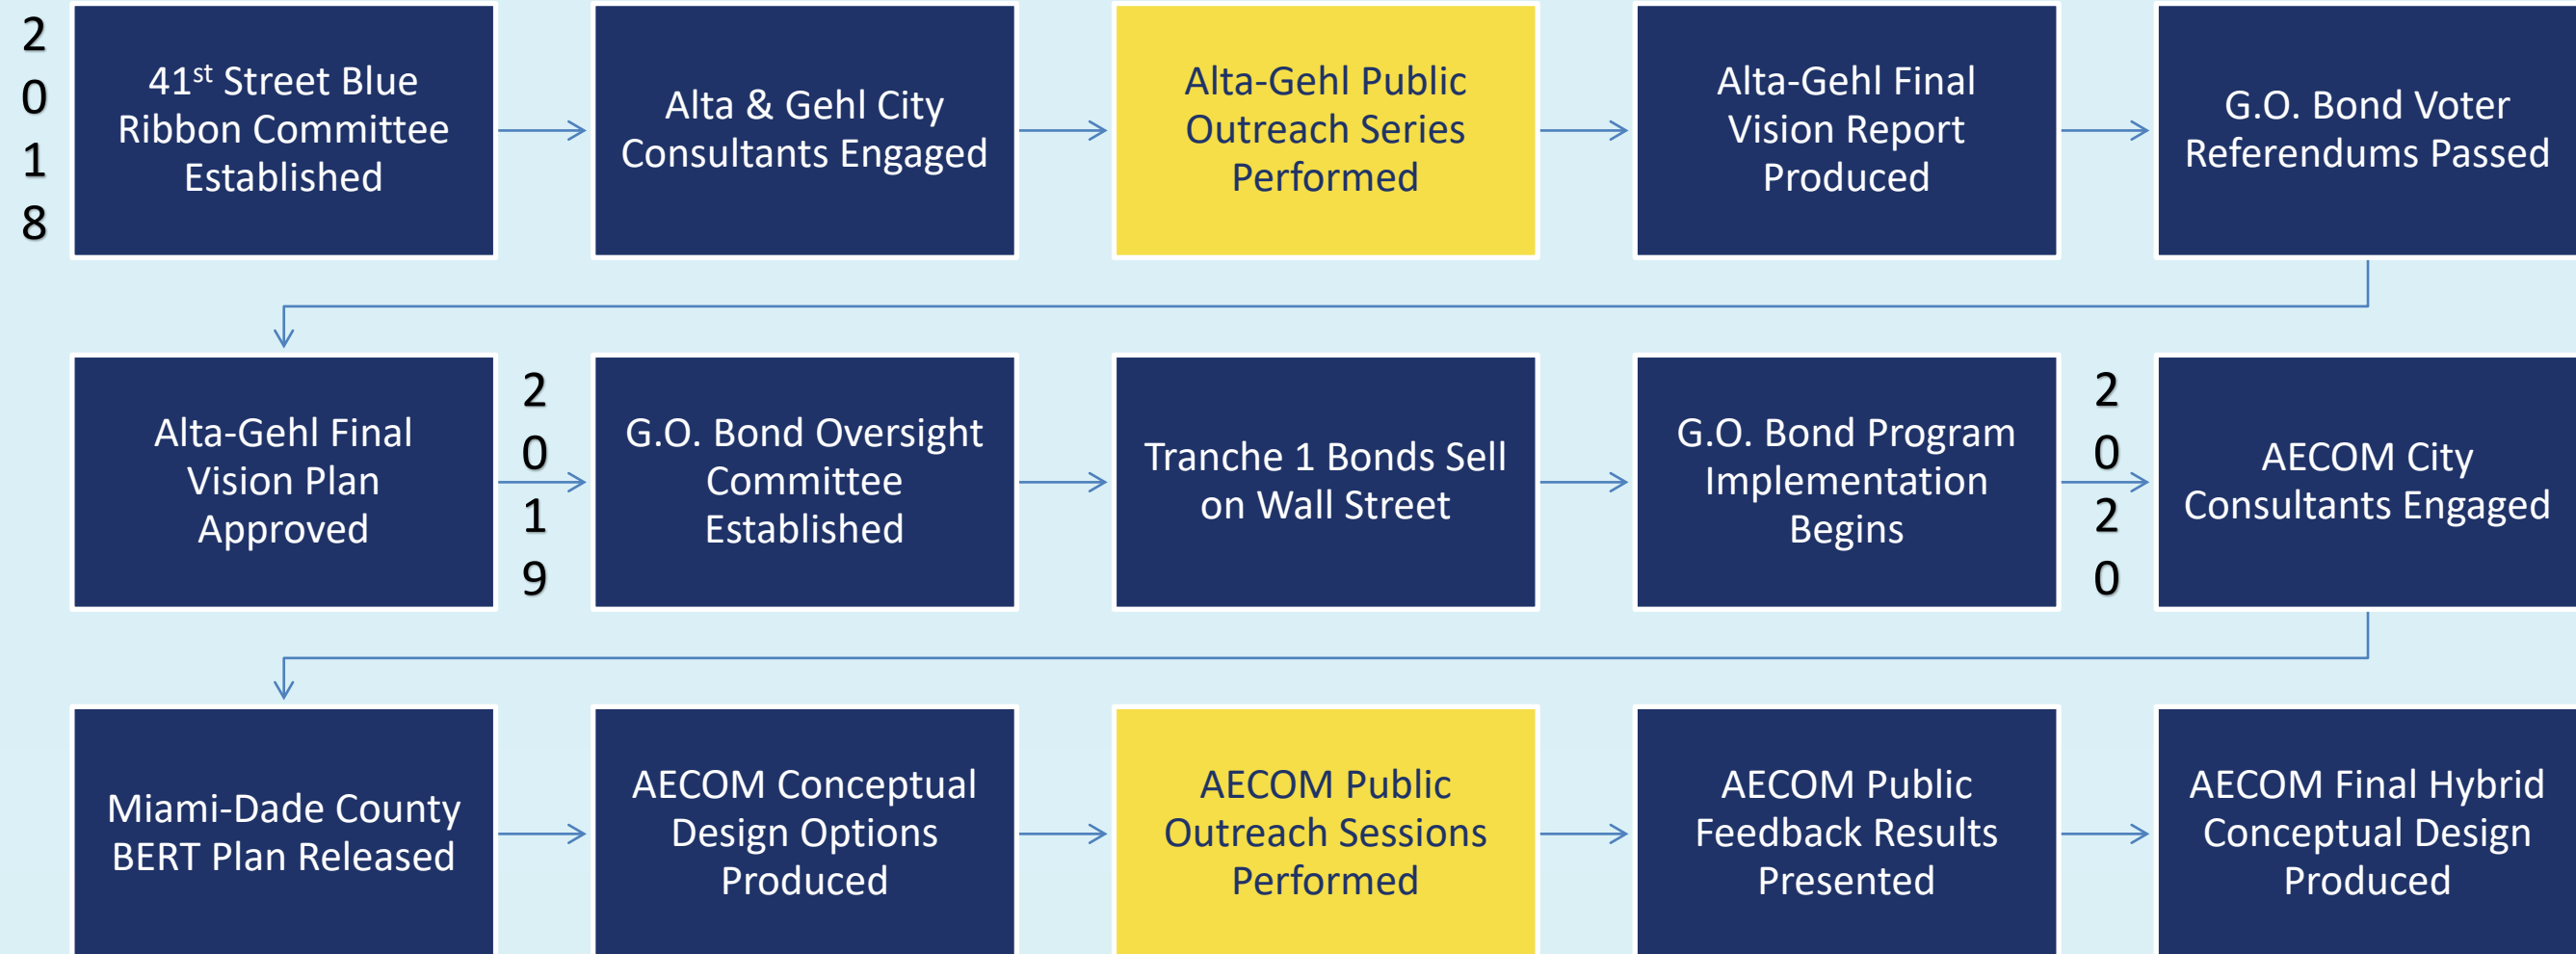 2
0
1
8
41st Street Blue
Ribbon Committee
Established
Alta & Gehl City
Consultants Engaged
Alta-Gehl Public
Outreach Series
Performed
Alta-Gehl Final
Vision Report
Produced
G.O. Bond Voter
Referendums Passed
Alta-Gehl Final
Vision Plan
Approved
2
0
1
9
G.O. Bond Oversight
Committee
Established
Tranche 1 Bonds Sell
on Wall Street
G.O. Bond Program
Implementation
Begins
2
0
2
0
AECOM City
Consultants Engaged
Miami-Dade County
BERT Plan Released
AECOM Conceptual
Design Options
Produced
AECOM Public
Outreach Sessions
Performed
AECOM Public
Feedback Results
Presented
AECOM Final Hybrid
Conceptual Design
Produced